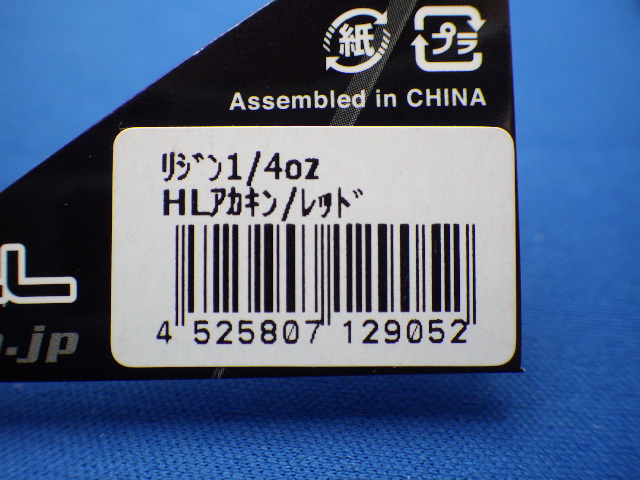 紙 プラ
Assembled in CHINA
ﾘｼﾞﾝ1/4oz
HLｱｶｷﾝ/ﾚｯﾄﾞ
4 525807 129052
L
.jp